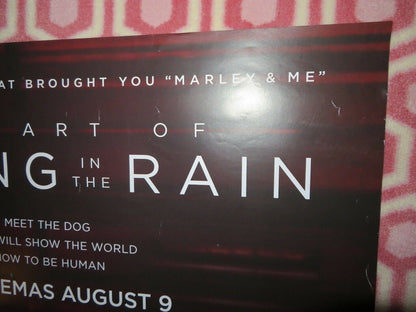 AT BROUGHT YOU "MARLEY & ME"
ART OF
NG IN THE RAIN
MEET THE DOG
WILL SHOW THE WORLD
HOW TO BE HUMAN
EMAS AUGUST 9